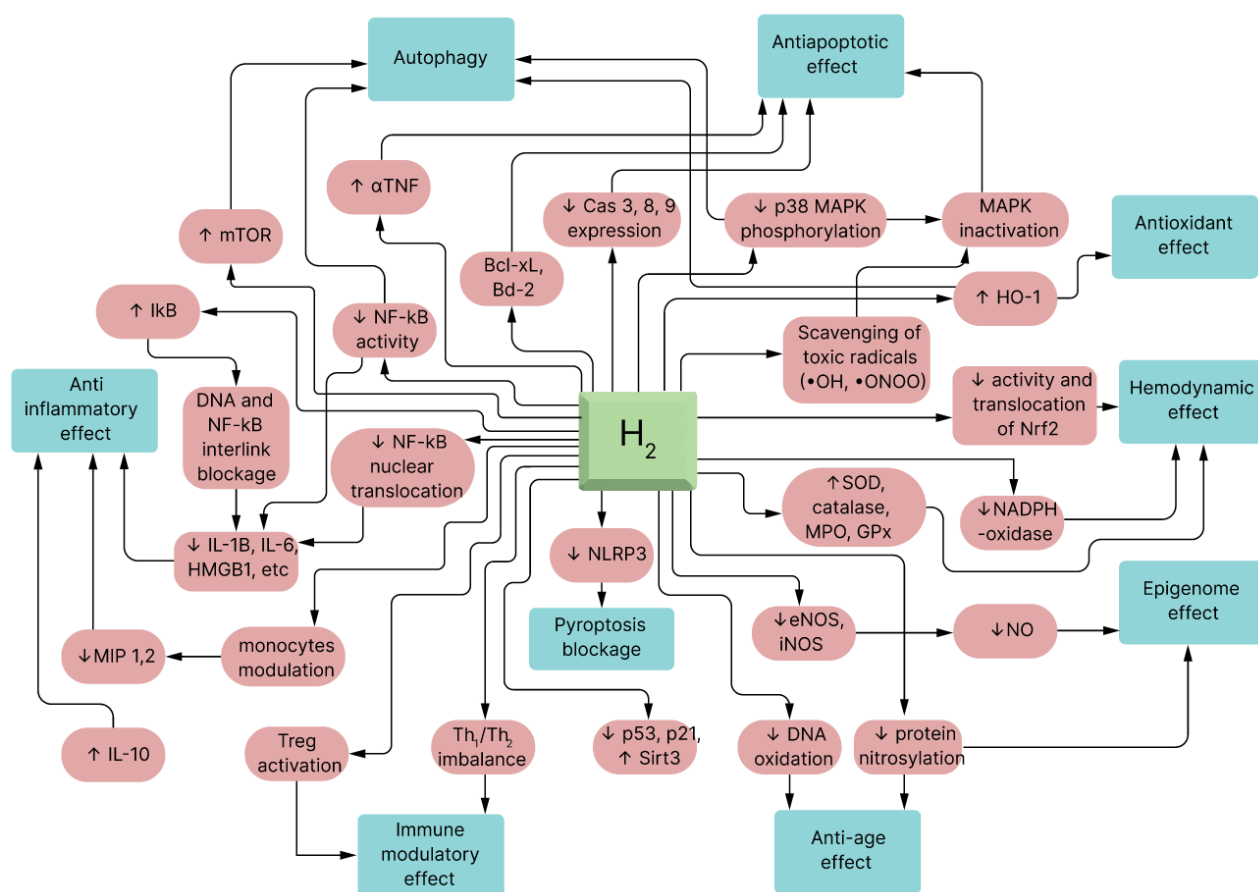 Autophagy
Antiapoptotic
effect
↑ αTNF
↓ Cas 3, 8, 9
expression
↓ p38 MAPK
phosphorylation
MAPK
inactivation
Antioxidant
effect
↑ mTOR
Bcl-xL,
Bd-2
↑ HO-1
↑ IkB
↓ NF-kB
activity
Scavenging of
toxic radicals
(•OH, •ONOO)
↓ activity and
translocation
of Nrf2
Hemodynamic
effect
Anti
inflammatory
effect
DNA and
NF-kB
interlink
blockage
H₂
↓ NF-kB
nuclear
translocation
↑SOD,
catalase,
MPO, GPx
↓NADPH
-oxidase
↓ IL-1B, IL-6,
HMGB1, etc
↓ NLRP3
Pyroptosis
blockage
↓eNOS,
iNOS
↓NO
Epigenome
effect
↓MIP 1,2
monocytes
modulation
↑ IL-10
Treg
activation
Th₁/Th₂
imbalance
↓ p53, p21,
↑ Sirt3
↓ DNA
oxidation
↓ protein
nitrosylation
Immune
modulatory
effect
Anti-age
effect